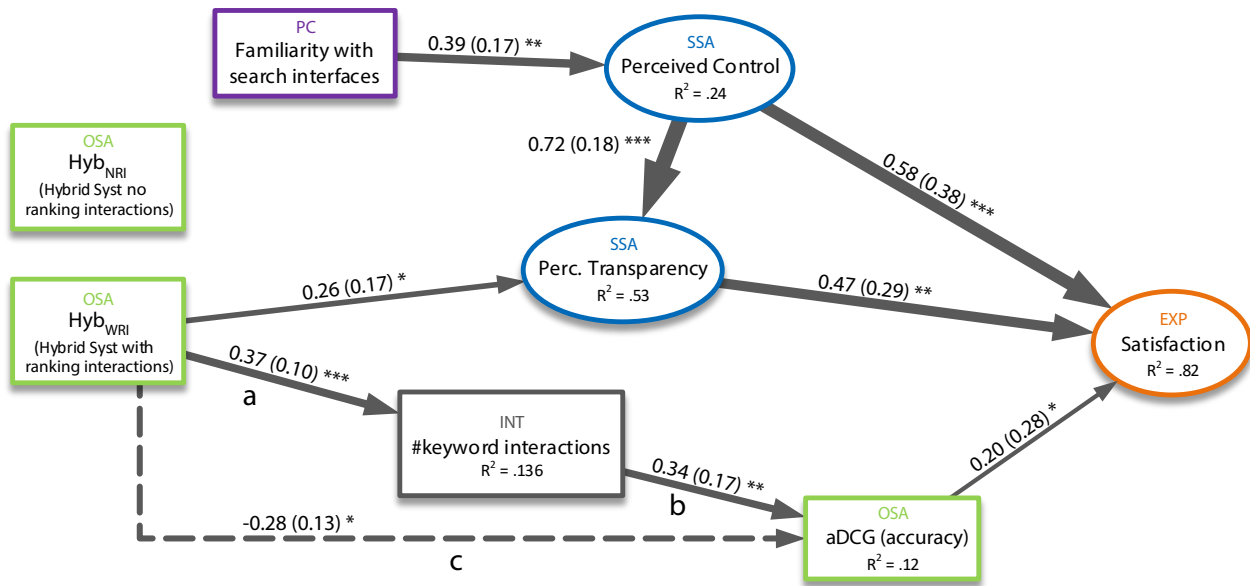 PC
Familiarity with
search interfaces
0.39 (0.17) **
SSA
Perceived Control
R² = .24
OSA
Hyb_NRI
(Hybrid Syst no
ranking interactions)
0.72 (0.18) ***
0.58 (0.38) ***
SSA
Perc. Transparency
R² = .53
OSA
Hyb_WRI
(Hybrid Syst with
ranking interactions)
0.26 (0.17) *
0.47 (0.29) **
EXP
Satisfaction
R² = .82
0.37 (0.10) ***
a
INT
#keyword interactions
R² = .136
0.34 (0.17) **
b
0.20 (0.28) *
-0.28 (0.13) *
c
OSA
aDCG (accuracy)
R² = .12